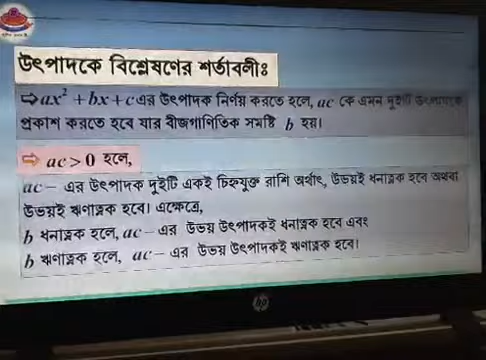 উৎপাদকে বিশ্লেষণের শর্তাবলীঃ
⇨ax² + bx + c এর উৎপাদক নির্ণয় করতে হলে, ac কে এমন দুইটি উৎপাদকে
প্রকাশ করতে হবে যার বীজগাণিতিক সমষ্টি b হয়।
⇨ ac > 0 হলে,
ac – এর উৎপাদক দুইটি একই চিহ্নযুক্ত রাশি অর্থাৎ, উভয়ই ধনাত্নক হবে অথবা
উভয়ই ঋণাত্নক হবে। এক্ষেত্রে,
b ধনাত্নক হলে, ac – এর উভয় উৎপাদকই ধনাত্নক হবে এবং
b ঋণাত্নক হলে, ac – এর উভয় উৎপাদকই ঋণাত্নক হবে।
hp